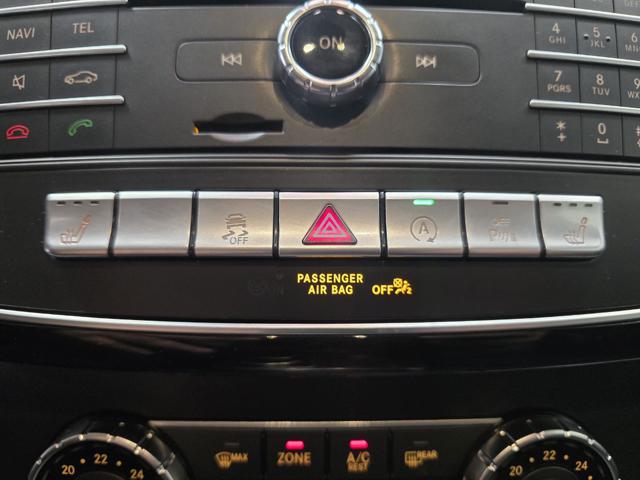 NAVI TEL
ON
4 GHI 5 JKL 6
7 PQRS 8 TUV 9
* 0 #
OFF A OFF
PASSENGER
AIR BAG OFF
2
MAX ZONE A/C REAR
REST
20 22 24 20 22 24